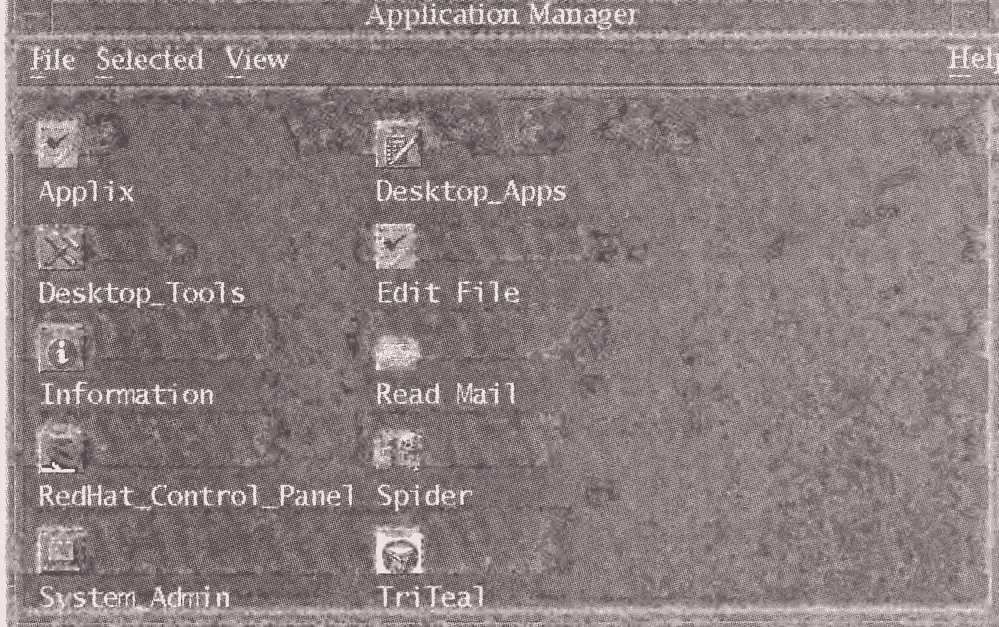 Application Manager
File Selected View Help
Applix Desktop_Apps
Desktop_Tools Edit File
Information Read Mail
RedHat_Control_Panel Spider
System_Admin TriTeal